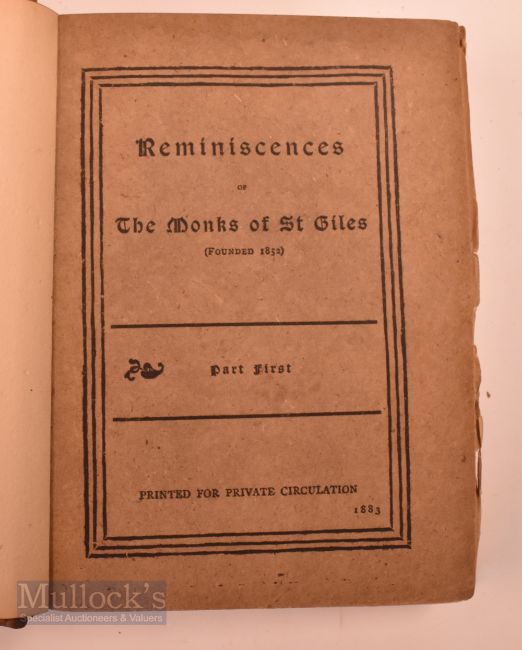 Reminiscences
OF
The Monks of St Giles
(FOUNDED 1852)
Part First
PRINTED FOR PRIVATE CIRCULATION
1883
Mullock's
Specialist Auctioneers & Valuers